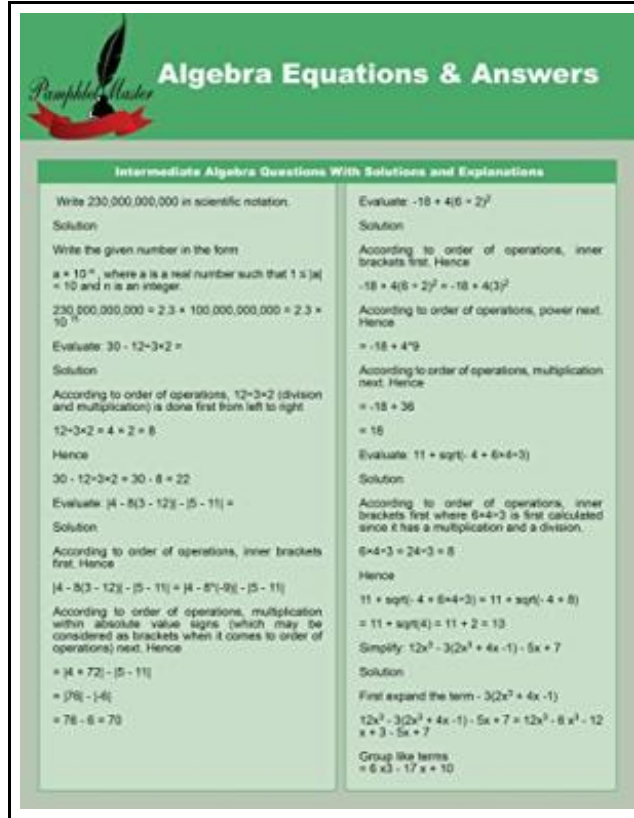 Pamphlet Master
Algebra Equations & Answers
Intermediate Algebra Questions With Solutions and Explanations
Write 230,000,000,000 in scientific notation.
Solution
Write the given number in the form
a × 10 ⁿ , where a is a real number such that 1 ≤ |a|
< 10 and n is an integer.
230,000,000,000 = 2.3 × 100,000,000,000 = 2.3 ×
10
Evaluate: 30 - 12÷3×2 =
Solution
According to order of operations, 12÷3×2 (division
and multiplication) is done first from left to right
12÷3×2 = 4 × 2 = 8
Hence
30 - 12÷3×2 = 30 - 8 = 22
Evaluate: |4 - 8(3 - 12)| - |5 - 11| =
Solution
According to order of operations, inner brackets
first. Hence
|4 - 8(3 - 12)| - |5 - 11| = |4 - 8*(-9)| - |5 - 11|
According to order of operations, multiplication
within absolute value signs (which may be
considered as brackets when it comes to order of
operations) next. Hence
= |4 + 72| - |5 - 11|
= |76| - |-6|
= 76 - 6 = 70
Evaluate: -18 + 4(6 ÷ 2)²
Solution
According to order of operations, inner
brackets first. Hence
-18 + 4(6 ÷ 2)² = -18 + 4(3)²
According to order of operations, power next.
Hence
= -18 + 4*9
According to order of operations, multiplication
next. Hence
= -18 + 36
= 18
Evaluate: 11 + sqrt(- 4 + 6×4÷3)
Solution
According to order of operations, inner
brackets first where 6×4÷3 is first calculated
since it has a multiplication and a division.
6×4÷3 = 24÷3 = 8
Hence
11 + sqrt(- 4 + 6×4÷3) = 11 + sqrt(- 4 + 8)
= 11 + sqrt(4) = 11 + 2 = 13
Simplify: 12x³ - 3(2x³ + 4x -1) - 5x + 7
Solution
First expand the term - 3(2x³ + 4x -1)
12x³ - 3(2x³ + 4x -1) - 5x + 7 = 12x³ - 6 x³ - 12
x + 3 - 5x + 7
Group like terms
= 6 x3 - 17 x + 10